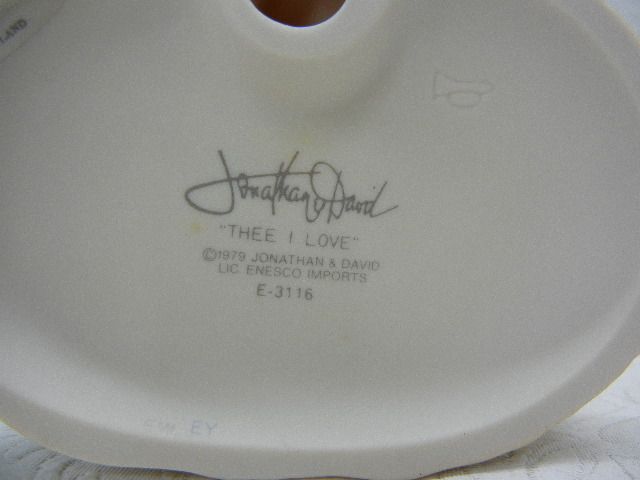 Jonathan & David
"THEE I LOVE"
©1979 JONATHAN & DAVID
LIC. ENESCO IMPORTS
E-3116